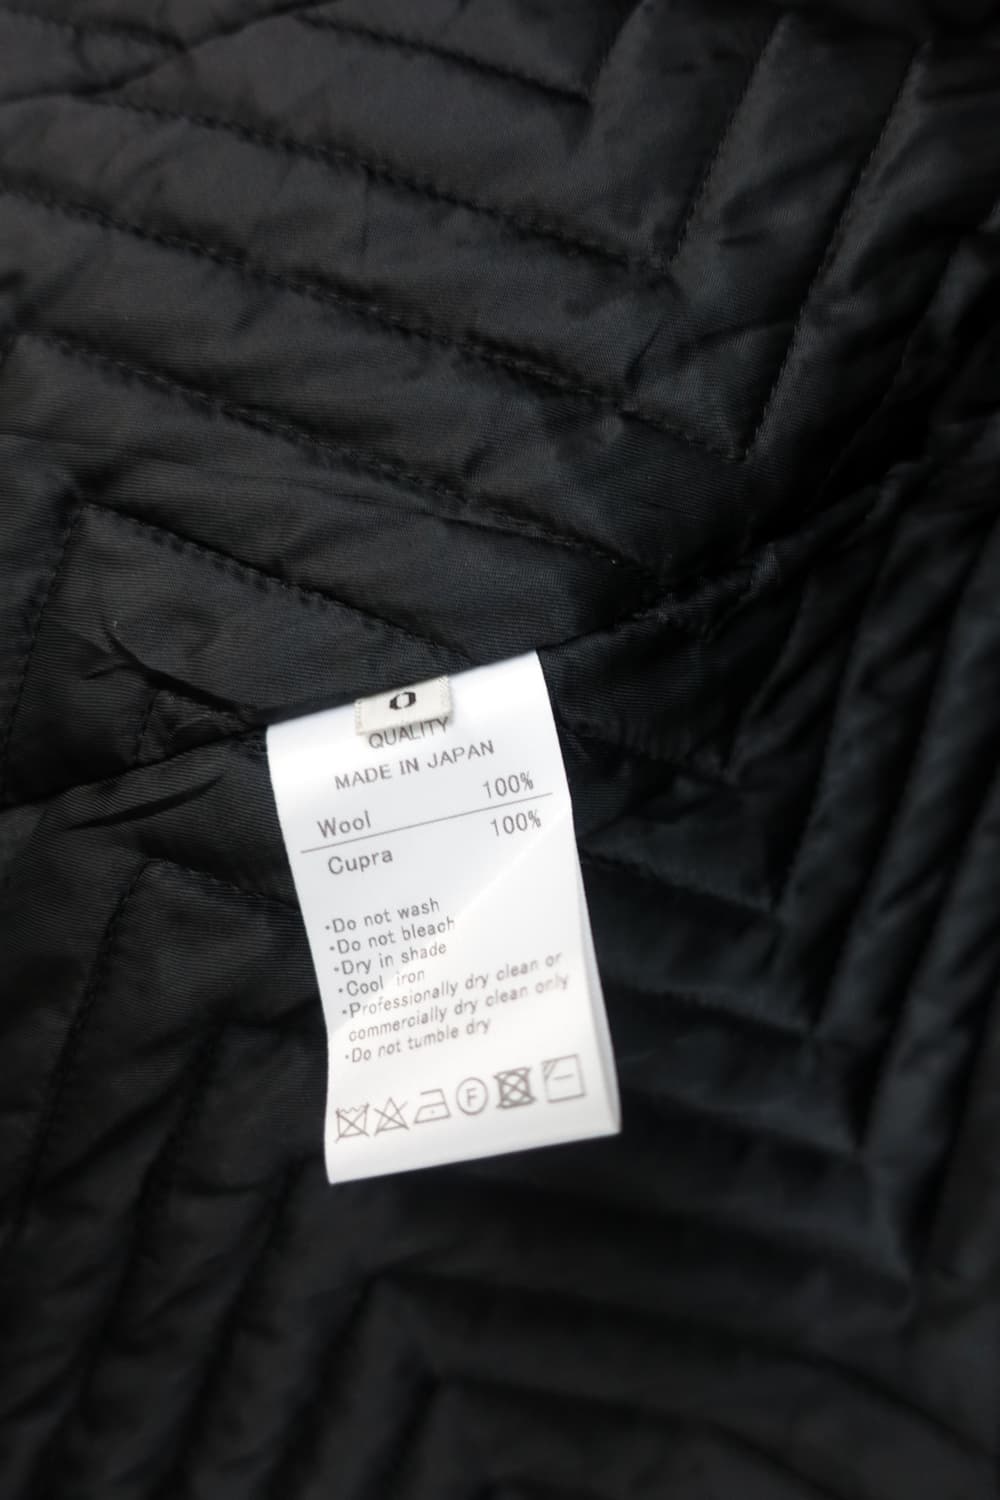 0
QUALITY
MADE IN JAPAN
Wool 100%
Cupra 100%
・Do not wash
・Do not bleach
・Dry in shade
・Cool iron
・Professionally dry clean or
commercially dry clean only
・Do not tumble dry
F